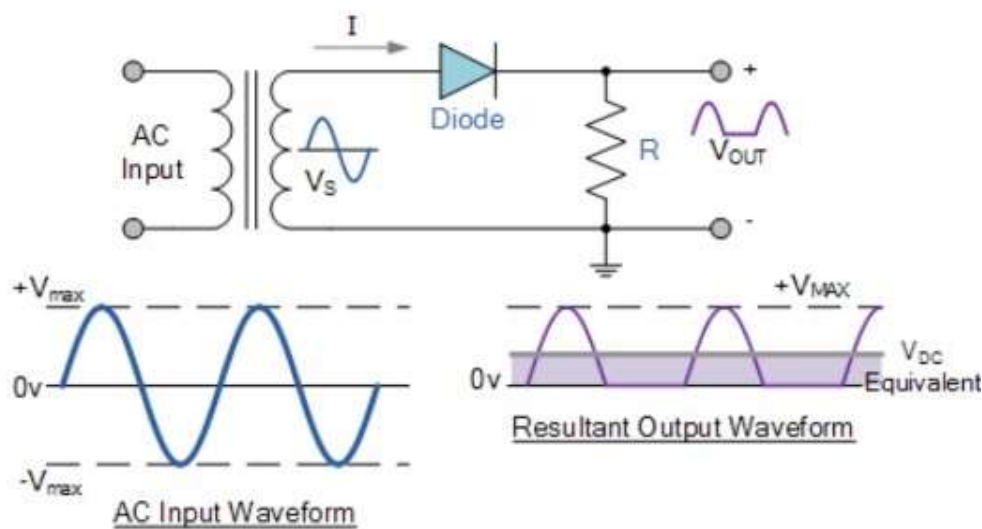 I
AC
Input
Vs
Diode
R
+
VOUT
-
+Vmax
0v
-Vmax
AC Input Waveform
+VMAX
VDC
0v
Equivalent
Resultant Output Waveform